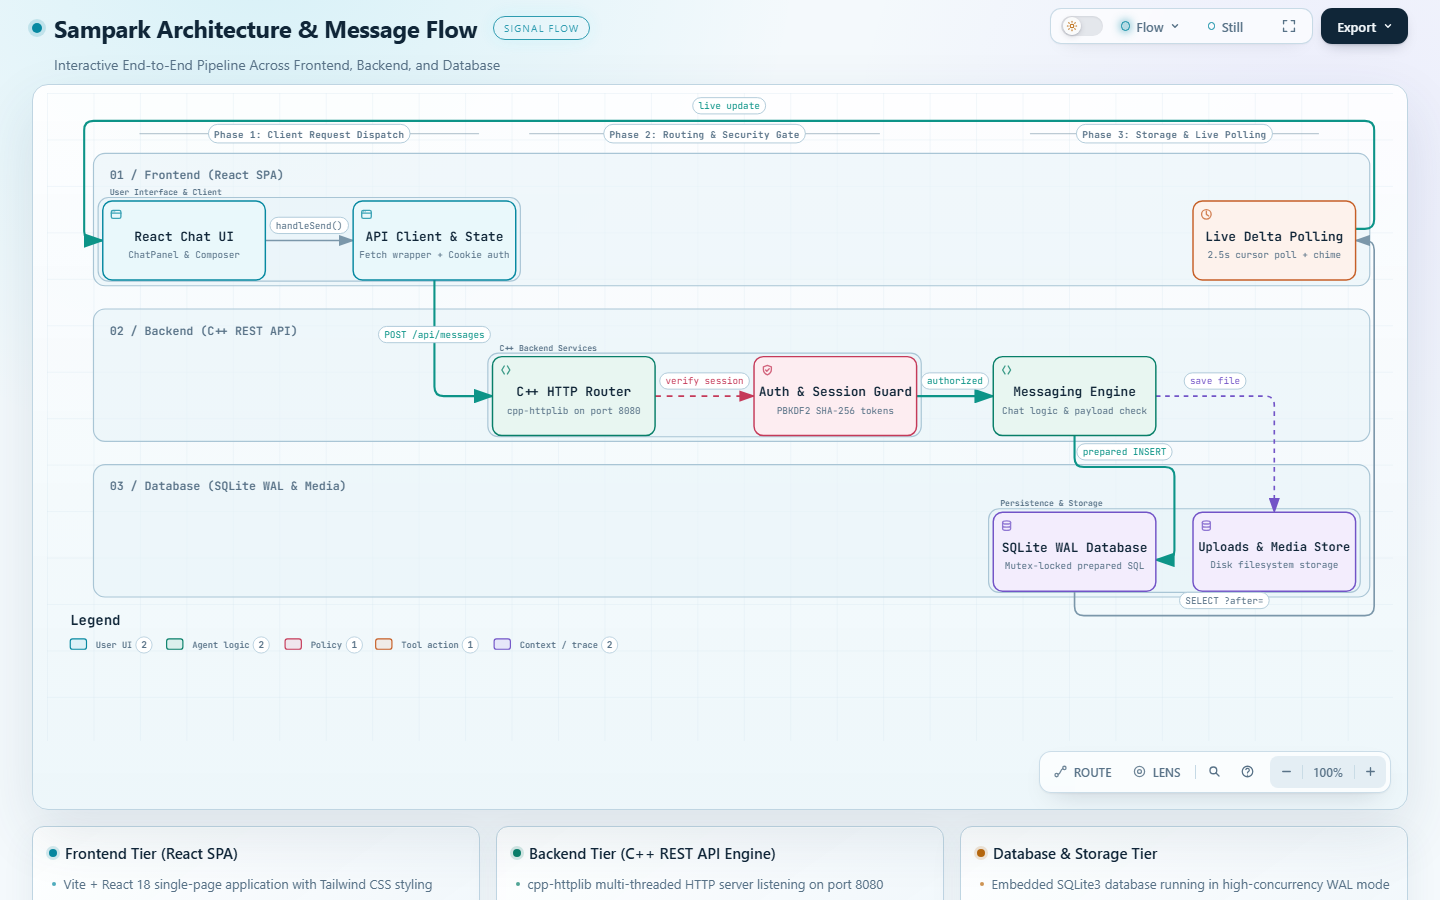 Sampark Architecture & Message Flow
SIGNAL FLOW
Flow
Still
Export
Interactive End-to-End Pipeline Across Frontend, Backend, and Database
live update
Phase 1: Client Request Dispatch
Phase 2: Routing & Security Gate
Phase 3: Storage & Live Polling
01 / Frontend (React SPA)
User Interface & Client
React Chat UI
ChatPanel & Composer
handleSend()
API Client & State
Fetch wrapper + Cookie auth
Live Delta Polling
2.5s cursor poll + chime
02 / Backend (C++ REST API)
POST /api/messages
C++ Backend Services
C++ HTTP Router
cpp-httplib on port 8080
verify session
Auth & Session Guard
PBKDF2 SHA-256 tokens
authorized
Messaging Engine
Chat logic & payload check
save file
prepared INSERT
03 / Database (SQLite WAL & Media)
Persistence & Storage
SQLite WAL Database
Mutex-locked prepared SQL
Uploads & Media Store
Disk filesystem storage
SELECT ?after=
Legend
User UI 2
Agent logic 2
Policy 1
Tool action 1
Context / trace 2
ROUTE
LENS
− 100% +
Frontend Tier (React SPA)
• Vite + React 18 single-page application with Tailwind CSS styling
Backend Tier (C++ REST API Engine)
• cpp-httplib multi-threaded HTTP server listening on port 8080
Database & Storage Tier
• Embedded SQLite3 database running in high-concurrency WAL mode